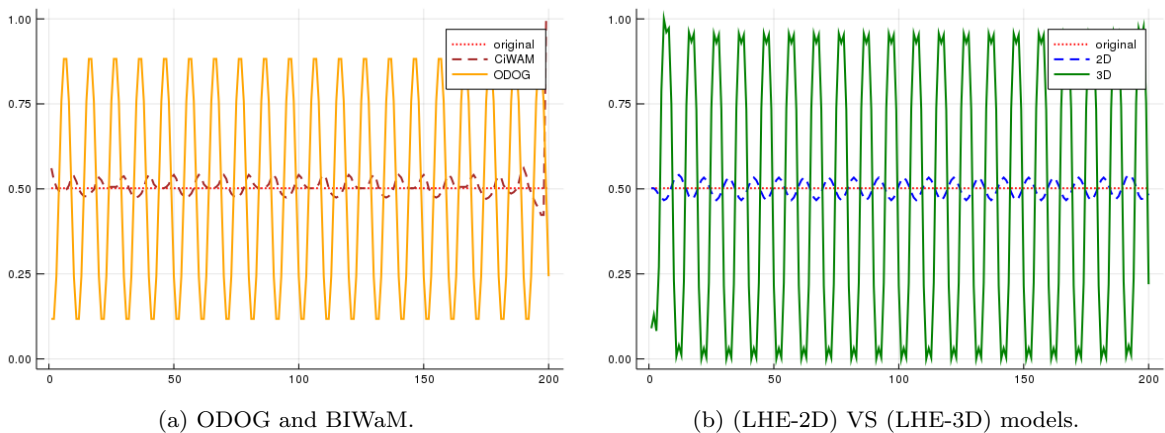 1.00
0.75
0.50
0.25
0.00
0
50
100
150
200
original
CiWAM
ODOG
(a) ODOG and BIWaM.
1.00
0.75
0.50
0.25
0.00
0
50
100
150
200
original
2D
3D
(b) (LHE-2D) VS (LHE-3D) models.